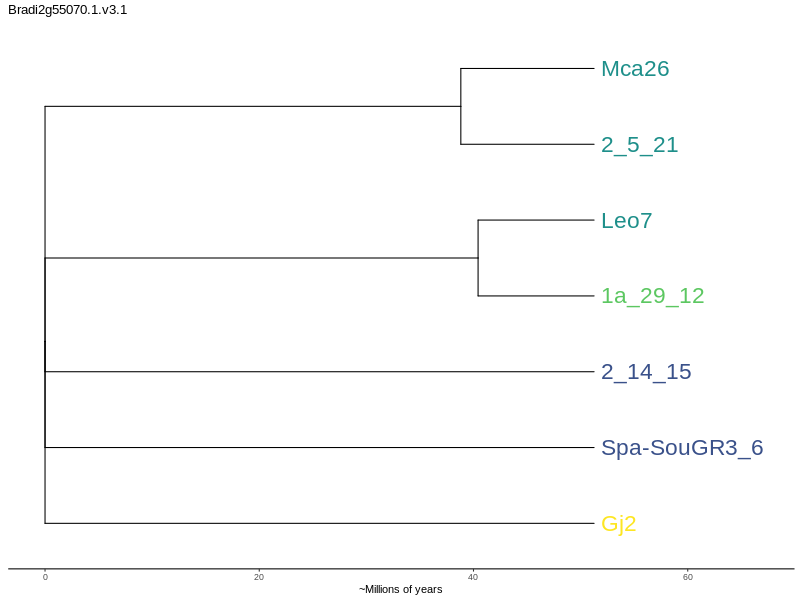 Bradi2g55070.1.v3.1
Mca26
2_5_21
Leo7
1a_29_12
2_14_15
Spa-SouGR3_6
Gj2
0 20 40 60
~Millions of years